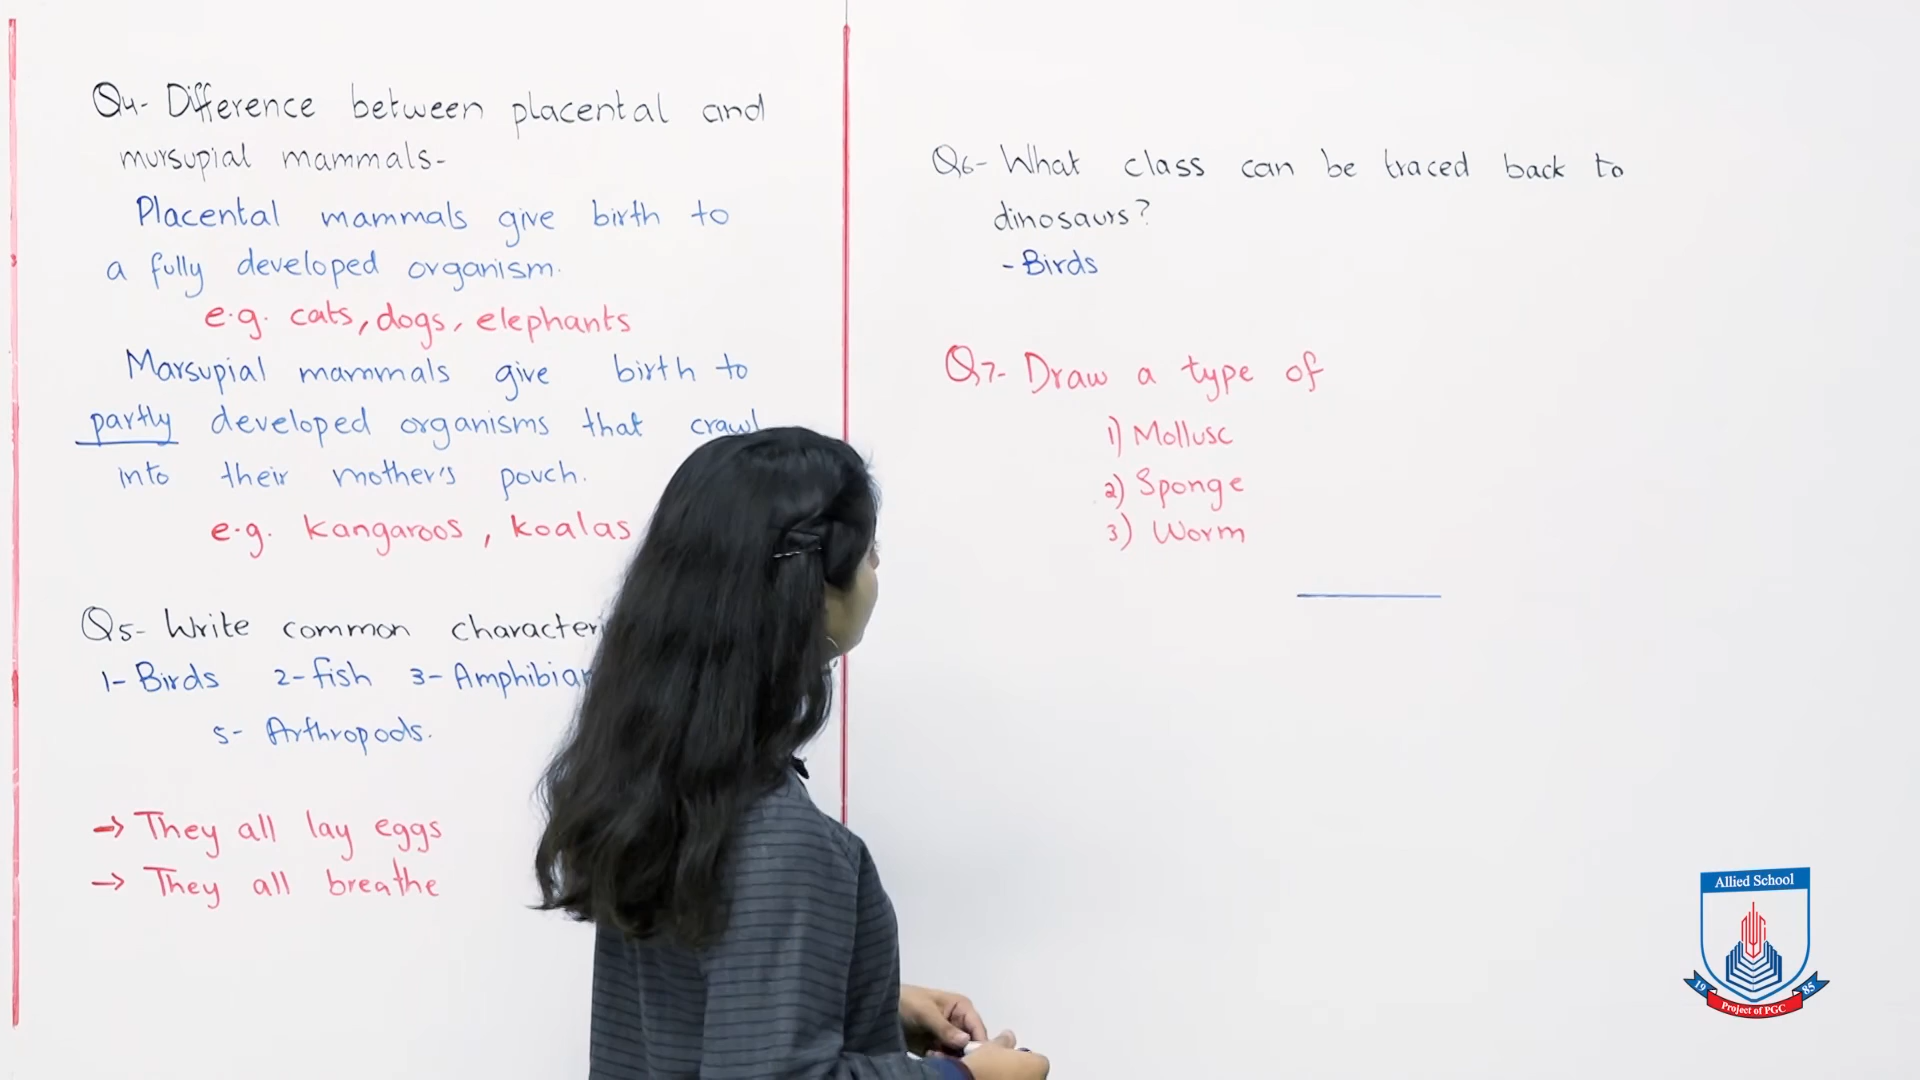 Q4- Difference between placental and
mursupial mammals-
Placental mammals give birth to
a fully developed organism.
e.g. cats, dogs, elephants
Marsupial mammals give birth to
partly developed organisms that crawl
into their mother's pouch.
e.g. kangaroos, koalas
Q5- Write common
1- Birds 2- fish 3-
5- Arthropods.
→ They all lay eggs
→ They all breathe
Q6- What class can be traced back to
dinosaurs?
- Birds
Q7- Draw a type of
1) Mollusc
2) Sponge
3) Worm
Allied School
19 85
Project of PGC